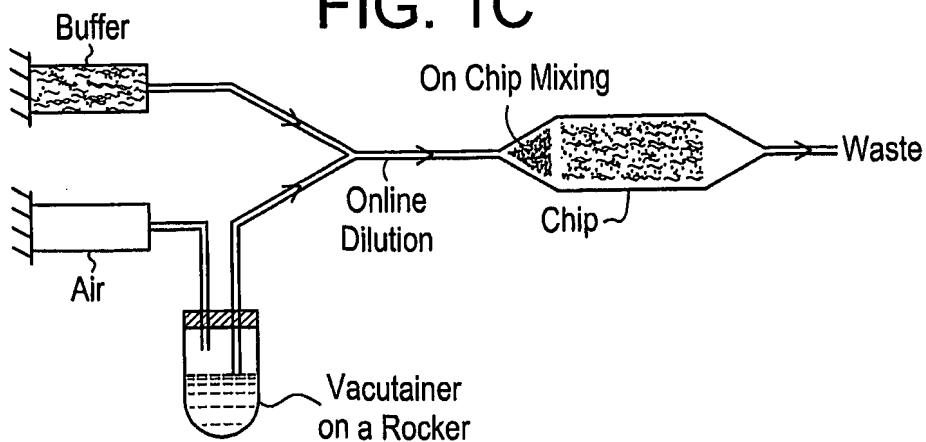 FIG. 1C
Buffer
On Chip Mixing
Waste
Online
Dilution
Chip
Air
Vacutainer
on a Rocker